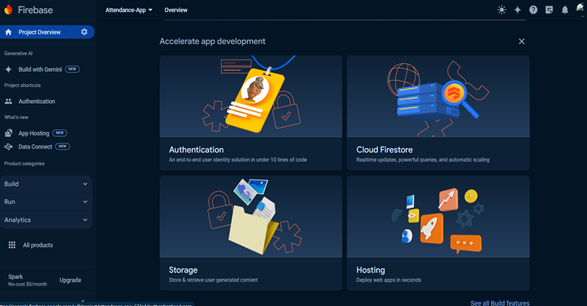 Firebase
Attendance-App
Overview
Project Overview
Generative AI
Build with Gemini NEW
Project shortcuts
Authentication
What's new
App Hosting NEW
Data Connect NEW
Product categories
Build
Run
Analytics
All products
Spark
No-cost $0/month
Upgrade
Accelerate app development
Authentication
An end-to-end user identity solution in under 10 lines of code
Cloud Firestore
Realtime updates, powerful queries, and automatic scaling
Storage
Store & retrieve user generated content
Hosting
Deploy web apps in seconds
See all Build features